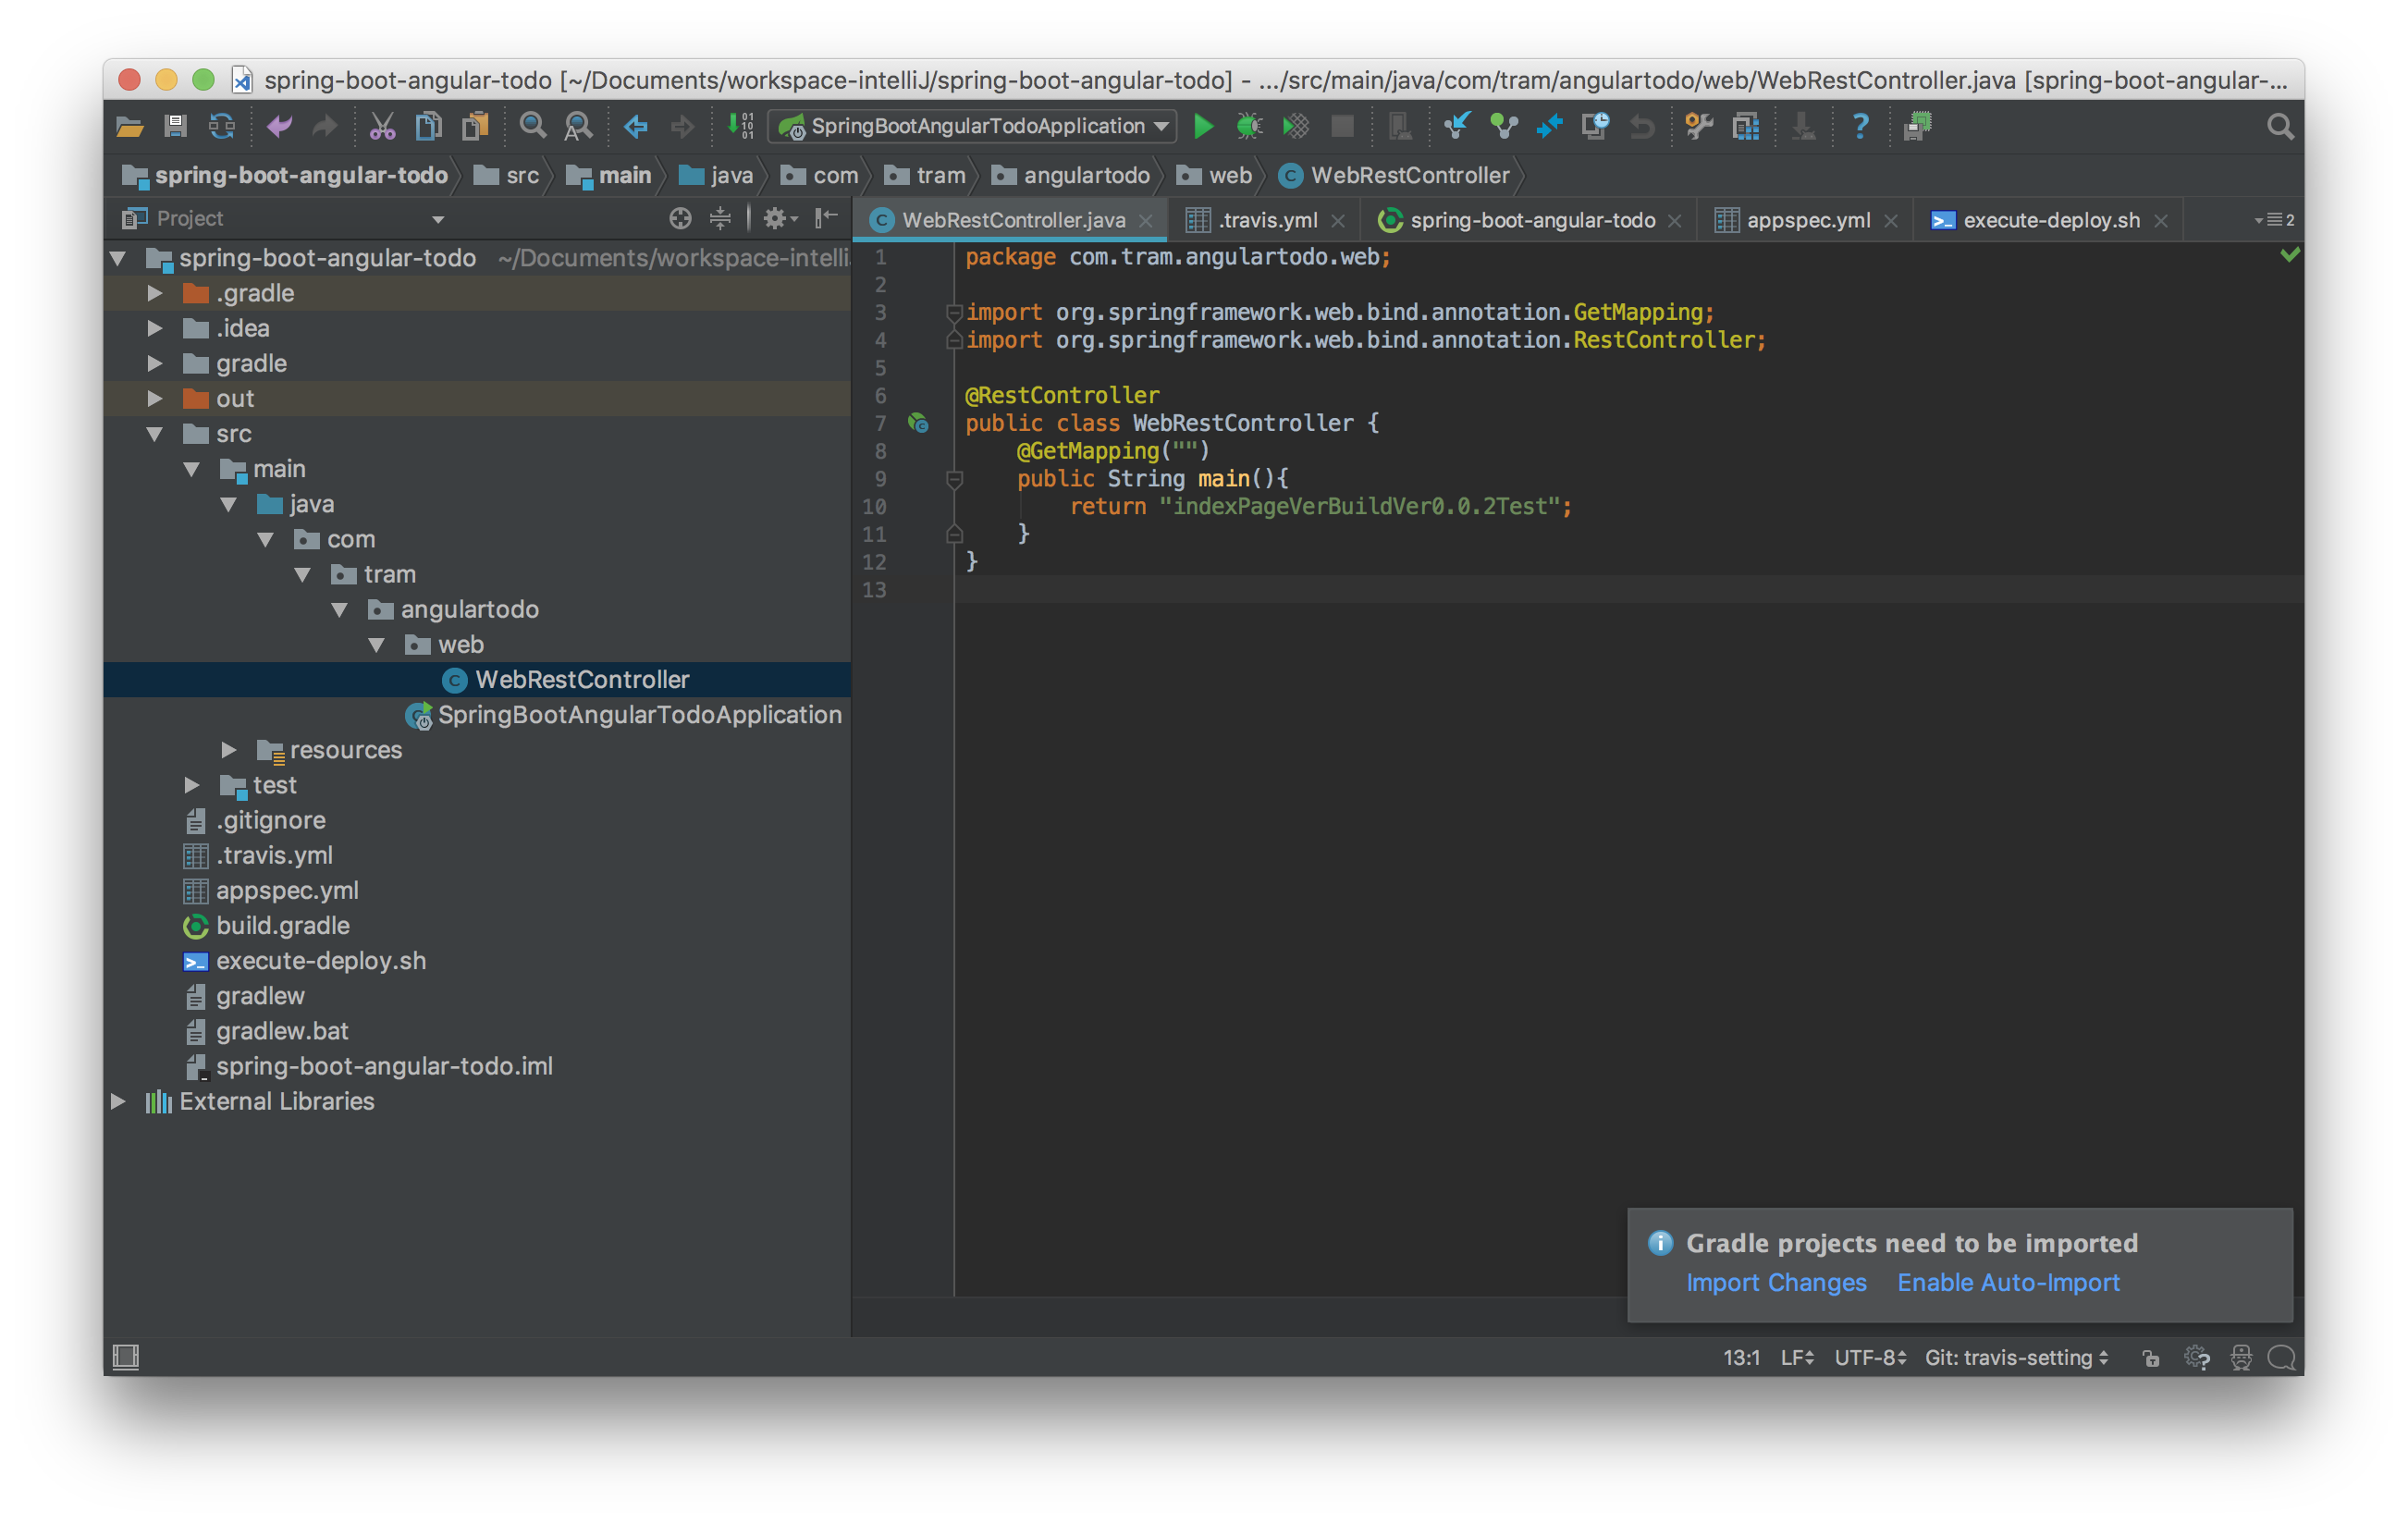 spring-boot-angular-todo [~/Documents/workspace-intelliJ/spring-boot-angular-todo] - .../src/main/java/com/tram/angulartodo/web/WebRestController.java [spring-boot-angular-...
SpringBootAngularTodoApplication
spring-boot-angular-todo src main java com tram angulartodo web WebRestController
Project
WebRestController.java .travis.yml spring-boot-angular-todo appspec.yml execute-deploy.sh 2
spring-boot-angular-todo ~/Documents/workspace-intelli
.gradle
.idea
gradle
out
src
main
java
com
tram
angulartodo
web
WebRestController
SpringBootAngularTodoApplication
resources
test
.gitignore
.travis.yml
appspec.yml
build.gradle
execute-deploy.sh
gradlew
gradlew.bat
spring-boot-angular-todo.iml
External Libraries
1 package com.tram.angulartodo.web;
2
3 import org.springframework.web.bind.annotation.GetMapping;
4 import org.springframework.web.bind.annotation.RestController;
5
6 @RestController
7 public class WebRestController {
8 @GetMapping("")
9 public String main(){
10 return "indexPageVerBuildVer0.0.2Test";
11 }
12 }
13
Gradle projects need to be imported
Import Changes Enable Auto-Import
13:1 LF UTF-8 Git: travis-setting